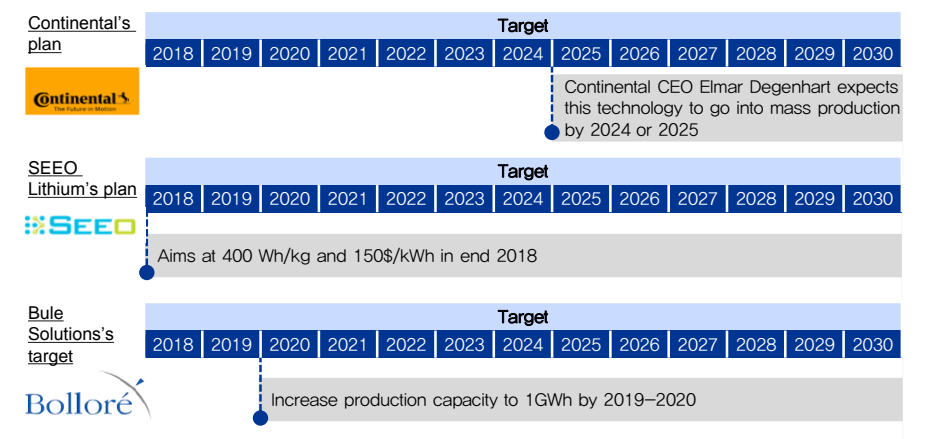 Continental's
plan
Target
2018 2019 2020 2021 2022 2023 2024 2025 2026 2027 2028 2029 2030
Continental
The Future in Motion
Continental CEO Elmar Degenhart expects
this technology to go into mass production
by 2024 or 2025
SEEO
Lithium's plan
Target
2018 2019 2020 2021 2022 2023 2024 2025 2026 2027 2028 2029 2030
SEEO
Aims at 400 Wh/kg and 150$/kWh in end 2018
Bule
Solutions's
target
Target
2018 2019 2020 2021 2022 2023 2024 2025 2026 2027 2028 2029 2030
Bolloré
Increase production capacity to 1GWh by 2019–2020